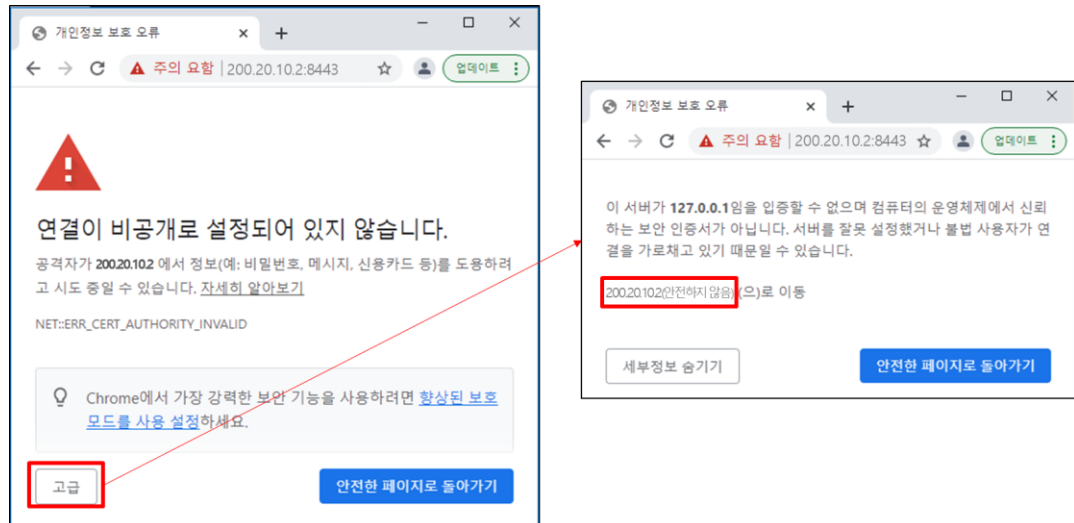 개인정보 보호 오류
주의 요함 | 200.20.10.2:8443
업데이트
연결이 비공개로 설정되어 있지 않습니다.
공격자가 200.20.10.2 에서 정보(예: 비밀번호, 메시지, 신용카드 등)를 도용하려
고 시도 중일 수 있습니다. 자세히 알아보기
NET::ERR_CERT_AUTHORITY_INVALID
Chrome에서 가장 강력한 보안 기능을 사용하려면 향상된 보호
모드를 사용 설정하세요.
고급
안전한 페이지로 돌아가기
개인정보 보호 오류
주의 요함 | 200.20.10.2:8443
업데이트
이 서버가 127.0.0.1임을 입증할 수 없으며 컴퓨터의 운영체제에서 신뢰
하는 보안 인증서가 아닙니다. 서버를 잘못 설정했거나 불법 사용자가 연
결을 가로채고 있기 때문일 수 있습니다.
200.20.10.2(안전하지 않음) (으)로 이동
세부정보 숨기기
안전한 페이지로 돌아가기